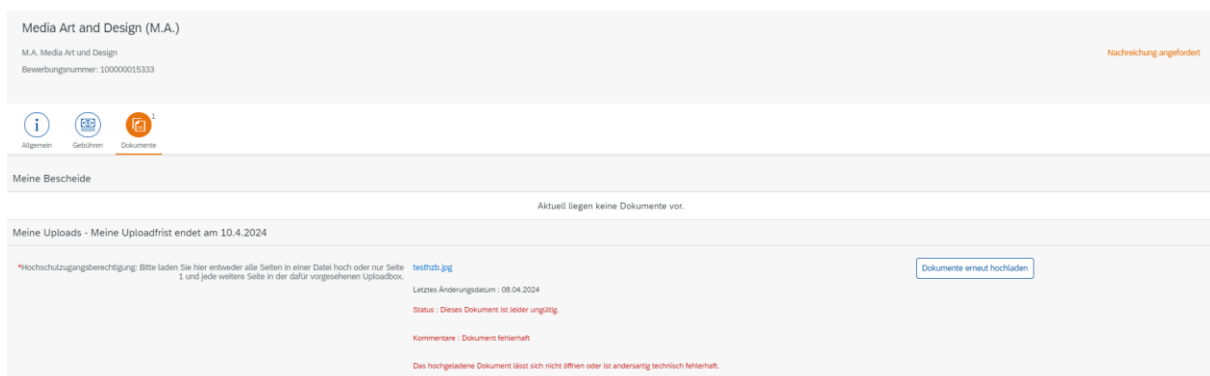 Media Art and Design (M.A.)
M.A. Media Art und Design
Nachreichung angefordert
Bewerbungsnummer: 100000015333
1
Allgemein
Gebühren
Dokumente
Meine Bescheide
Aktuell liegen keine Dokumente vor.
Meine Uploads - Meine Uploadfrist endet am 10.4.2024
*Hochschulzugangsberechtigung: Bitte laden Sie hier entweder alle Seiten in einer Datei hoch oder nur Seite
1 und jede weitere Seite in der dafür vorgesehenen Uploadbox.
testhzb.jpg
Dokumente erneut hochladen
Letztes Änderungsdatum : 08.04.2024
Status : Dieses Dokument ist leider ungültig.
Kommentare : Dokument fehlerhaft
Das hochgeladene Dokument lässt sich nicht öffnen oder ist andersartig technisch fehlerhaft.